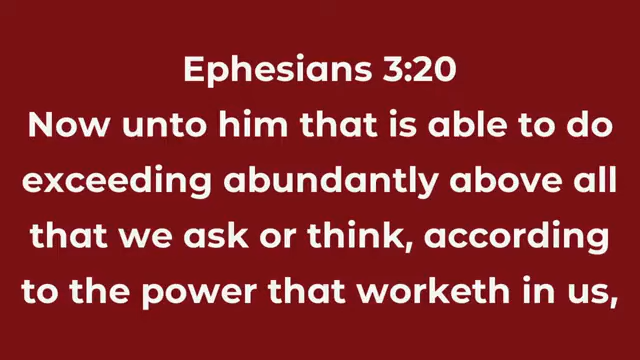 Ephesians 3:20
Now unto him that is able to do
exceeding abundantly above all
that we ask or think, according
to the power that worketh in us,